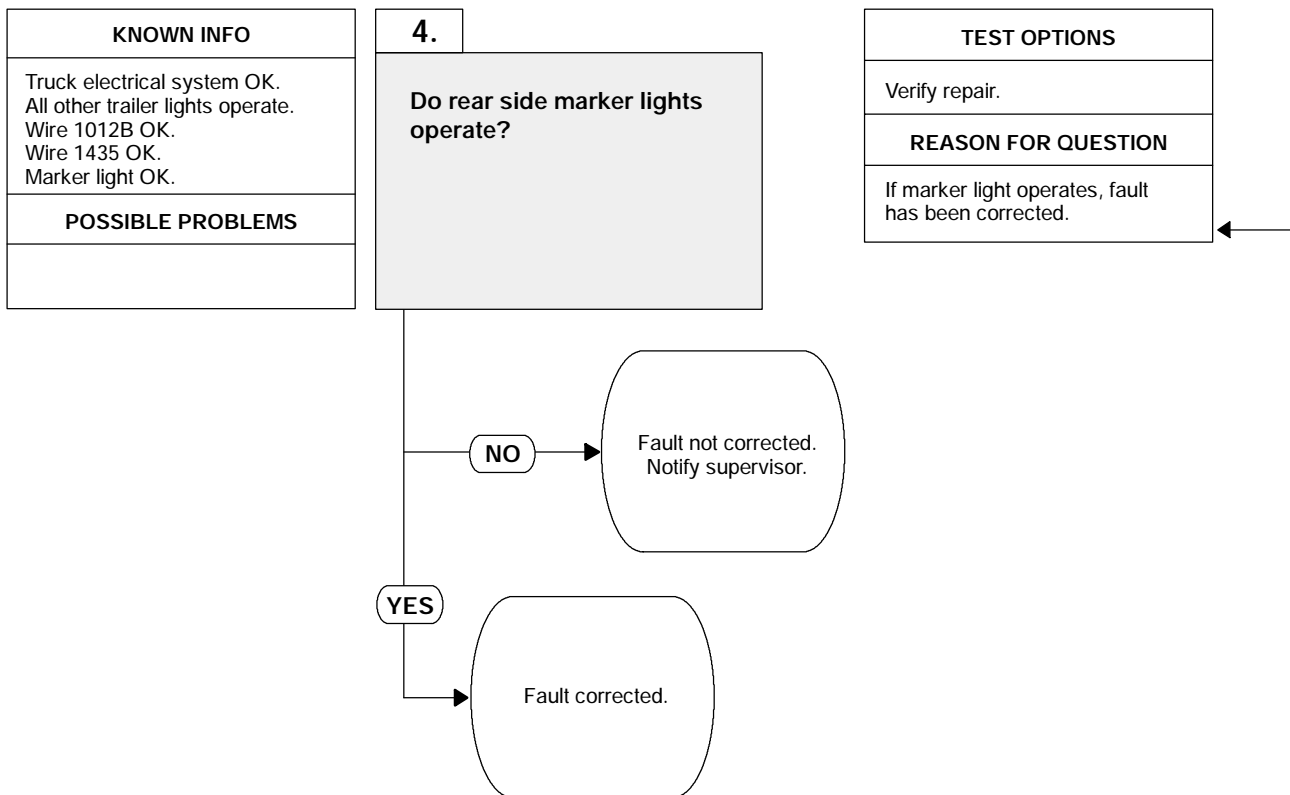 KNOWN INFO
Truck electrical system OK.
All other trailer lights operate.
Wire 1012B OK.
Wire 1435 OK.
Marker light OK.
POSSIBLE PROBLEMS
4.
Do rear side marker lights
operate?
TEST OPTIONS
Verify repair.
REASON FOR QUESTION
If marker light operates, fault
has been corrected.
NO
Fault not corrected.
Notify supervisor.
YES
Fault corrected.